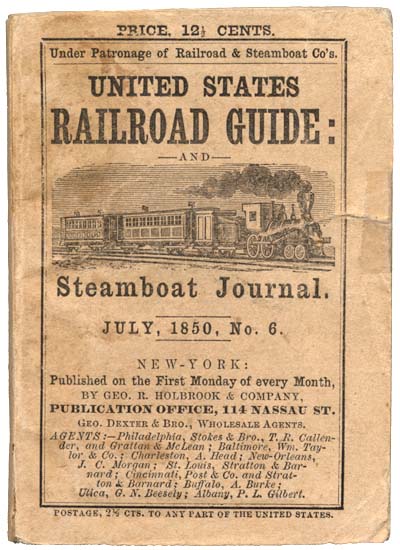 PRICE, 12½ CENTS.
Under Patronage of Railroad & Steamboat Co's.
UNITED STATES
RAILROAD GUIDE:
—AND—
Steamboat Journal.
JULY, 1850, No. 6.
NEW-YORK:
Published on the First Monday of every Month,
BY GEO. R. HOLBROOK & COMPANY,
PUBLICATION OFFICE, 114 NASSAU ST.
GEO. DEXTER & BRO., WHOLESALE AGENTS.
AGENTS:—Philadelphia, Stokes & Bro., T. R. Callen-
der, and Grattan & McLean; Baltimore, Wm. Tay-
lor & Co.; Charleston, A. Head; New-Orleans,
J. C. Morgan; St. Louis, Stratton & Bar-
nard; Cincinnati, Post & Co. and Strat-
ton & Barnard; Buffalo, A. Burke;
Utica, G. N. Beesely; Albany, P. L. Gilbert.
POSTAGE, 2½ CTS. TO ANY PART OF THE UNITED STATES.